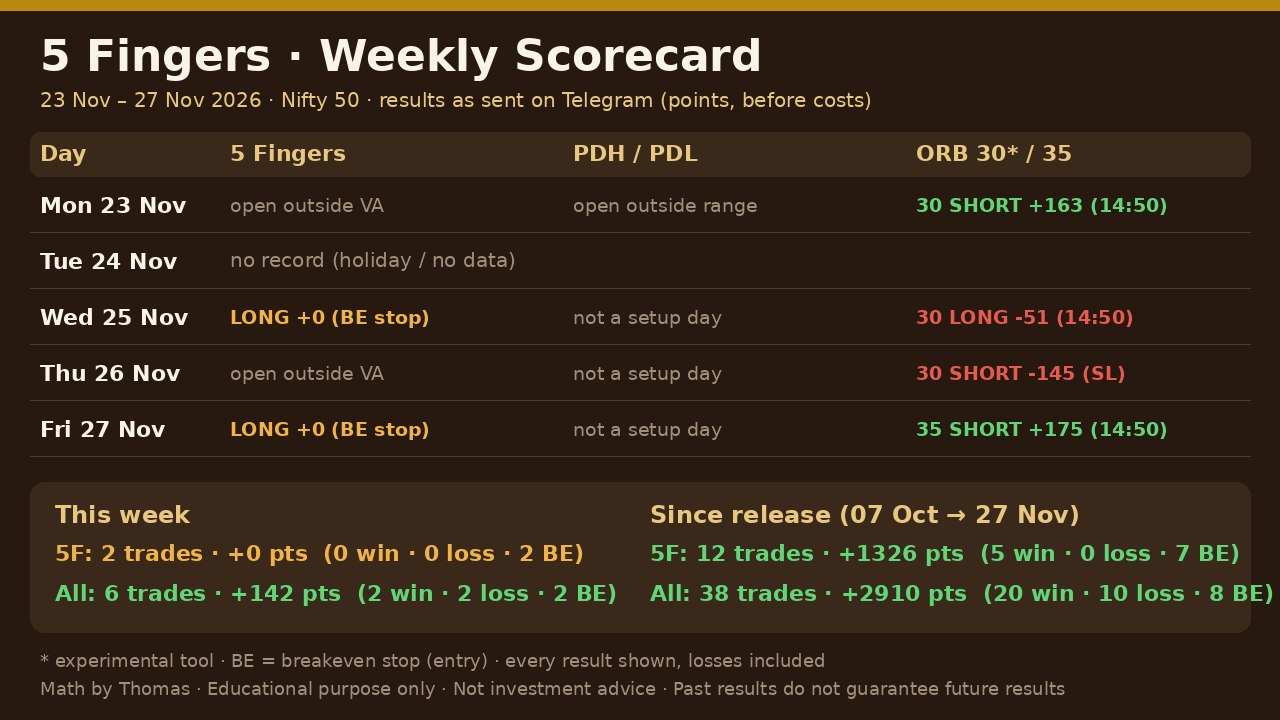 5 Fingers · Weekly Scorecard
23 Nov – 27 Nov 2026 · Nifty 50 · results as sent on Telegram (points, before costs)
Day 5 Fingers PDH / PDL ORB 30* / 35
Mon 23 Nov open outside VA open outside range 30 SHORT +163 (14:50)
Tue 24 Nov no record (holiday / no data)
Wed 25 Nov LONG +0 (BE stop) not a setup day 30 LONG -51 (14:50)
Thu 26 Nov open outside VA not a setup day 30 SHORT -145 (SL)
Fri 27 Nov LONG +0 (BE stop) not a setup day 35 SHORT +175 (14:50)
This week
5F: 2 trades · +0 pts (0 win · 0 loss · 2 BE)
All: 6 trades · +142 pts (2 win · 2 loss · 2 BE)
Since release (07 Oct → 27 Nov)
5F: 12 trades · +1326 pts (5 win · 0 loss · 7 BE)
All: 38 trades · +2910 pts (20 win · 10 loss · 8 BE)
* experimental tool · BE = breakeven stop (entry) · every result shown, losses included
Math by Thomas · Educational purpose only · Not investment advice · Past results do not guarantee future results